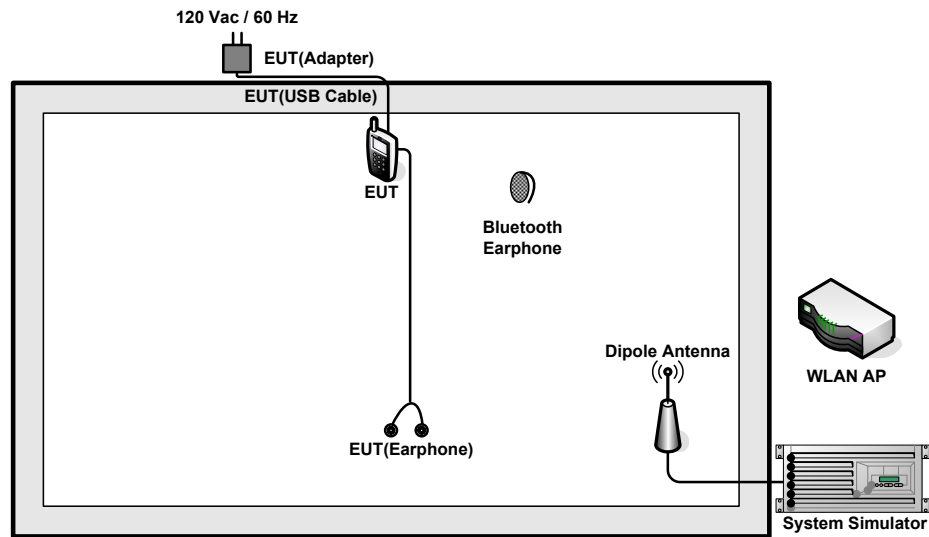 120 Vac / 60 Hz
EUT(Adapter)
EUT(USB Cable)
EUT
Bluetooth
Earphone
Dipole Antenna
WLAN AP
EUT(Earphone)
System Simulator